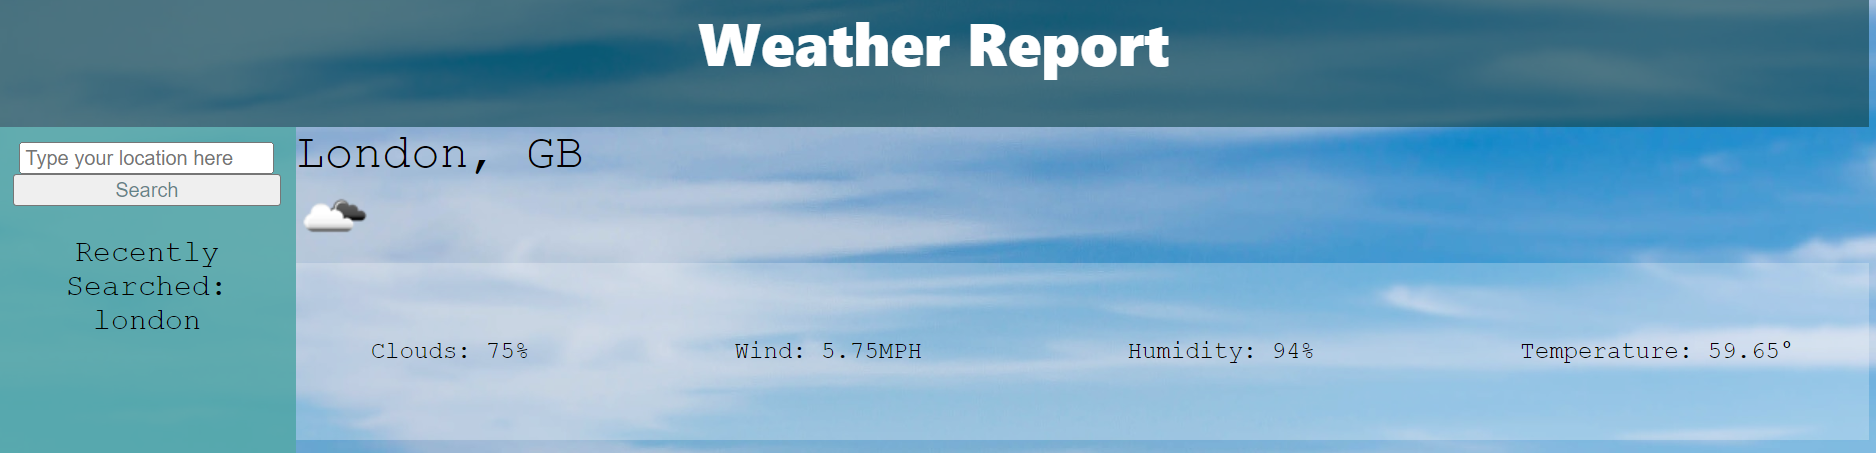 Weather Report
Type your location here
Search
Recently
Searched:
london
London, GB
Clouds: 75%
Wind: 5.75MPH
Humidity: 94%
Temperature: 59.65°